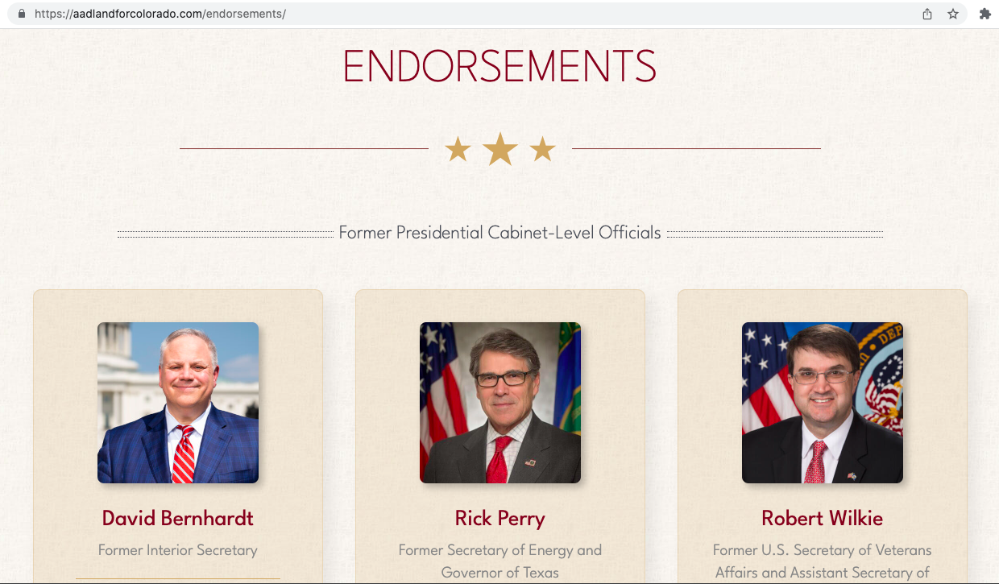 https://aadlandforcolorado.com/endorsements/
ENDORSEMENTS
Former Presidential Cabinet-Level Officials
David Bernhardt
Former Interior Secretary
Rick Perry
Former Secretary of Energy and
Governor of Texas
Robert Wilkie
Former U.S. Secretary of Veterans
Affairs and Assistant Secretary of